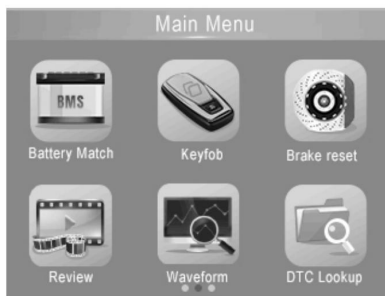 Main Menu
BMS
Battery Match
Keyfob
Brake reset
Review
Waveform
DTC Lookup